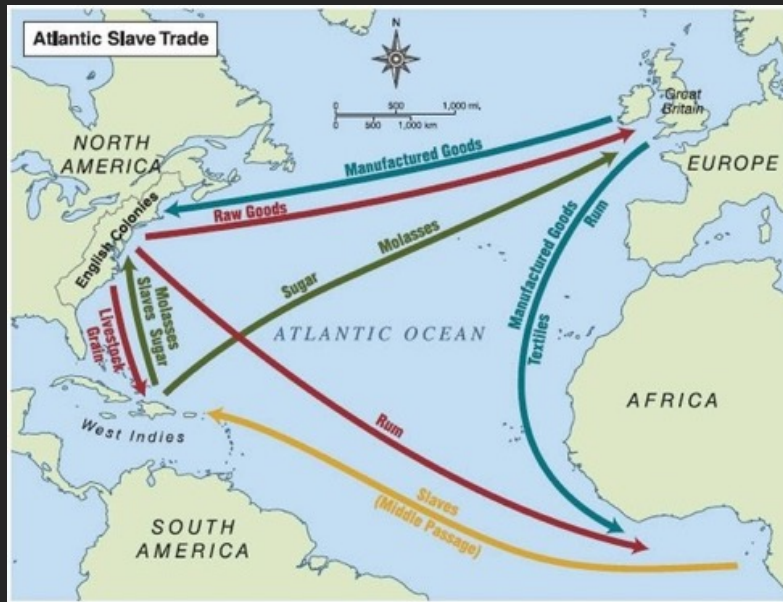 Atlantic Slave Trade
N
0 500 1,000 mi.
0 500 1,000 km
Great
Britain
NORTH
AMERICA
EUROPE
Manufactured Goods
Raw Goods
English Colonies
Molasses
Sugar
Manufactured Goods
Rum
Textiles
Molasses
Slaves Sugar
Livestock
Grain
ATLANTIC OCEAN
AFRICA
West Indies
Rum
Slaves
(Middle Passage)
SOUTH
AMERICA